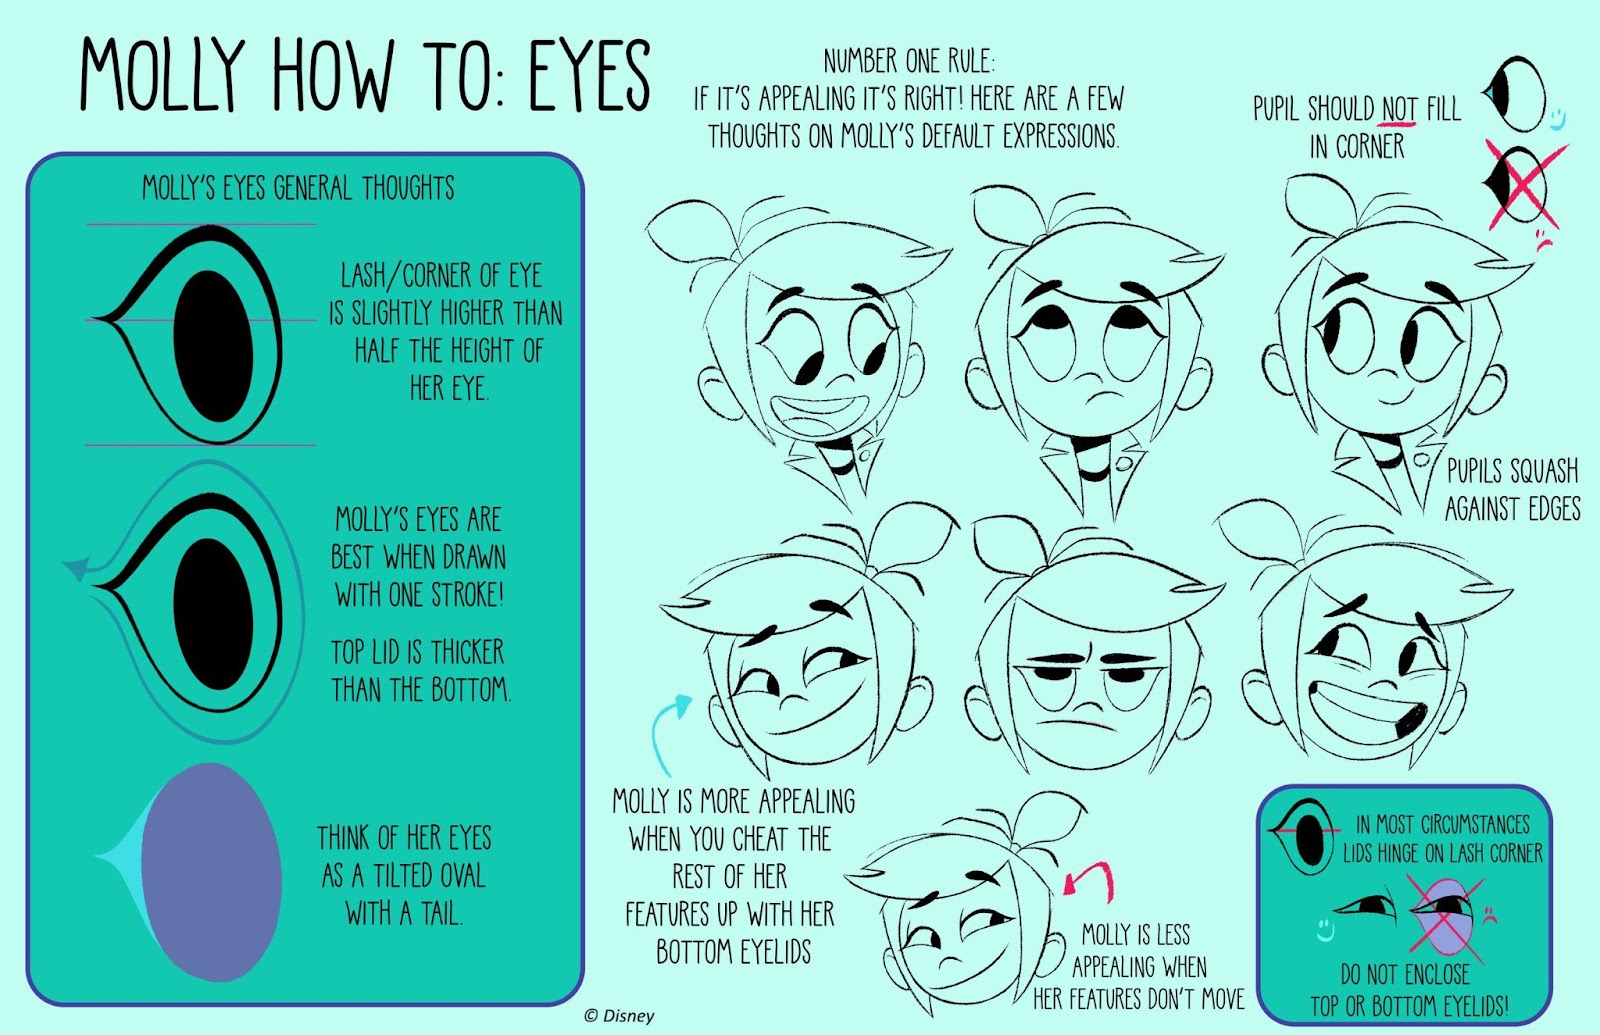 MOLLY HOW TO: EYES
NUMBER ONE RULE:
IF IT'S APPEALING IT'S RIGHT! HERE ARE A FEW
THOUGHTS ON MOLLY'S DEFAULT EXPRESSIONS.
PUPIL SHOULD NOT FILL
IN CORNER
MOLLY'S EYES GENERAL THOUGHTS
LASH/CORNER OF EYE
IS SLIGHTLY HIGHER THAN
HALF THE HEIGHT OF
HER EYE.
MOLLY'S EYES ARE
BEST WHEN DRAWN
WITH ONE STROKE!
TOP LID IS THICKER
THAN THE BOTTOM.
THINK OF HER EYES
AS A TILTED OVAL
WITH A TAIL.
PUPILS SQUASH
AGAINST EDGES
MOLLY IS MORE APPEALING
WHEN YOU CHEAT THE
REST OF HER
FEATURES UP WITH HER
BOTTOM EYELIDS
MOLLY IS LESS
APPEALING WHEN
HER FEATURES DON'T MOVE
IN MOST CIRCUMSTANCES
LIDS HINGE ON LASH CORNER
DO NOT ENCLOSE
TOP OR BOTTOM EYELIDS!
© Disney